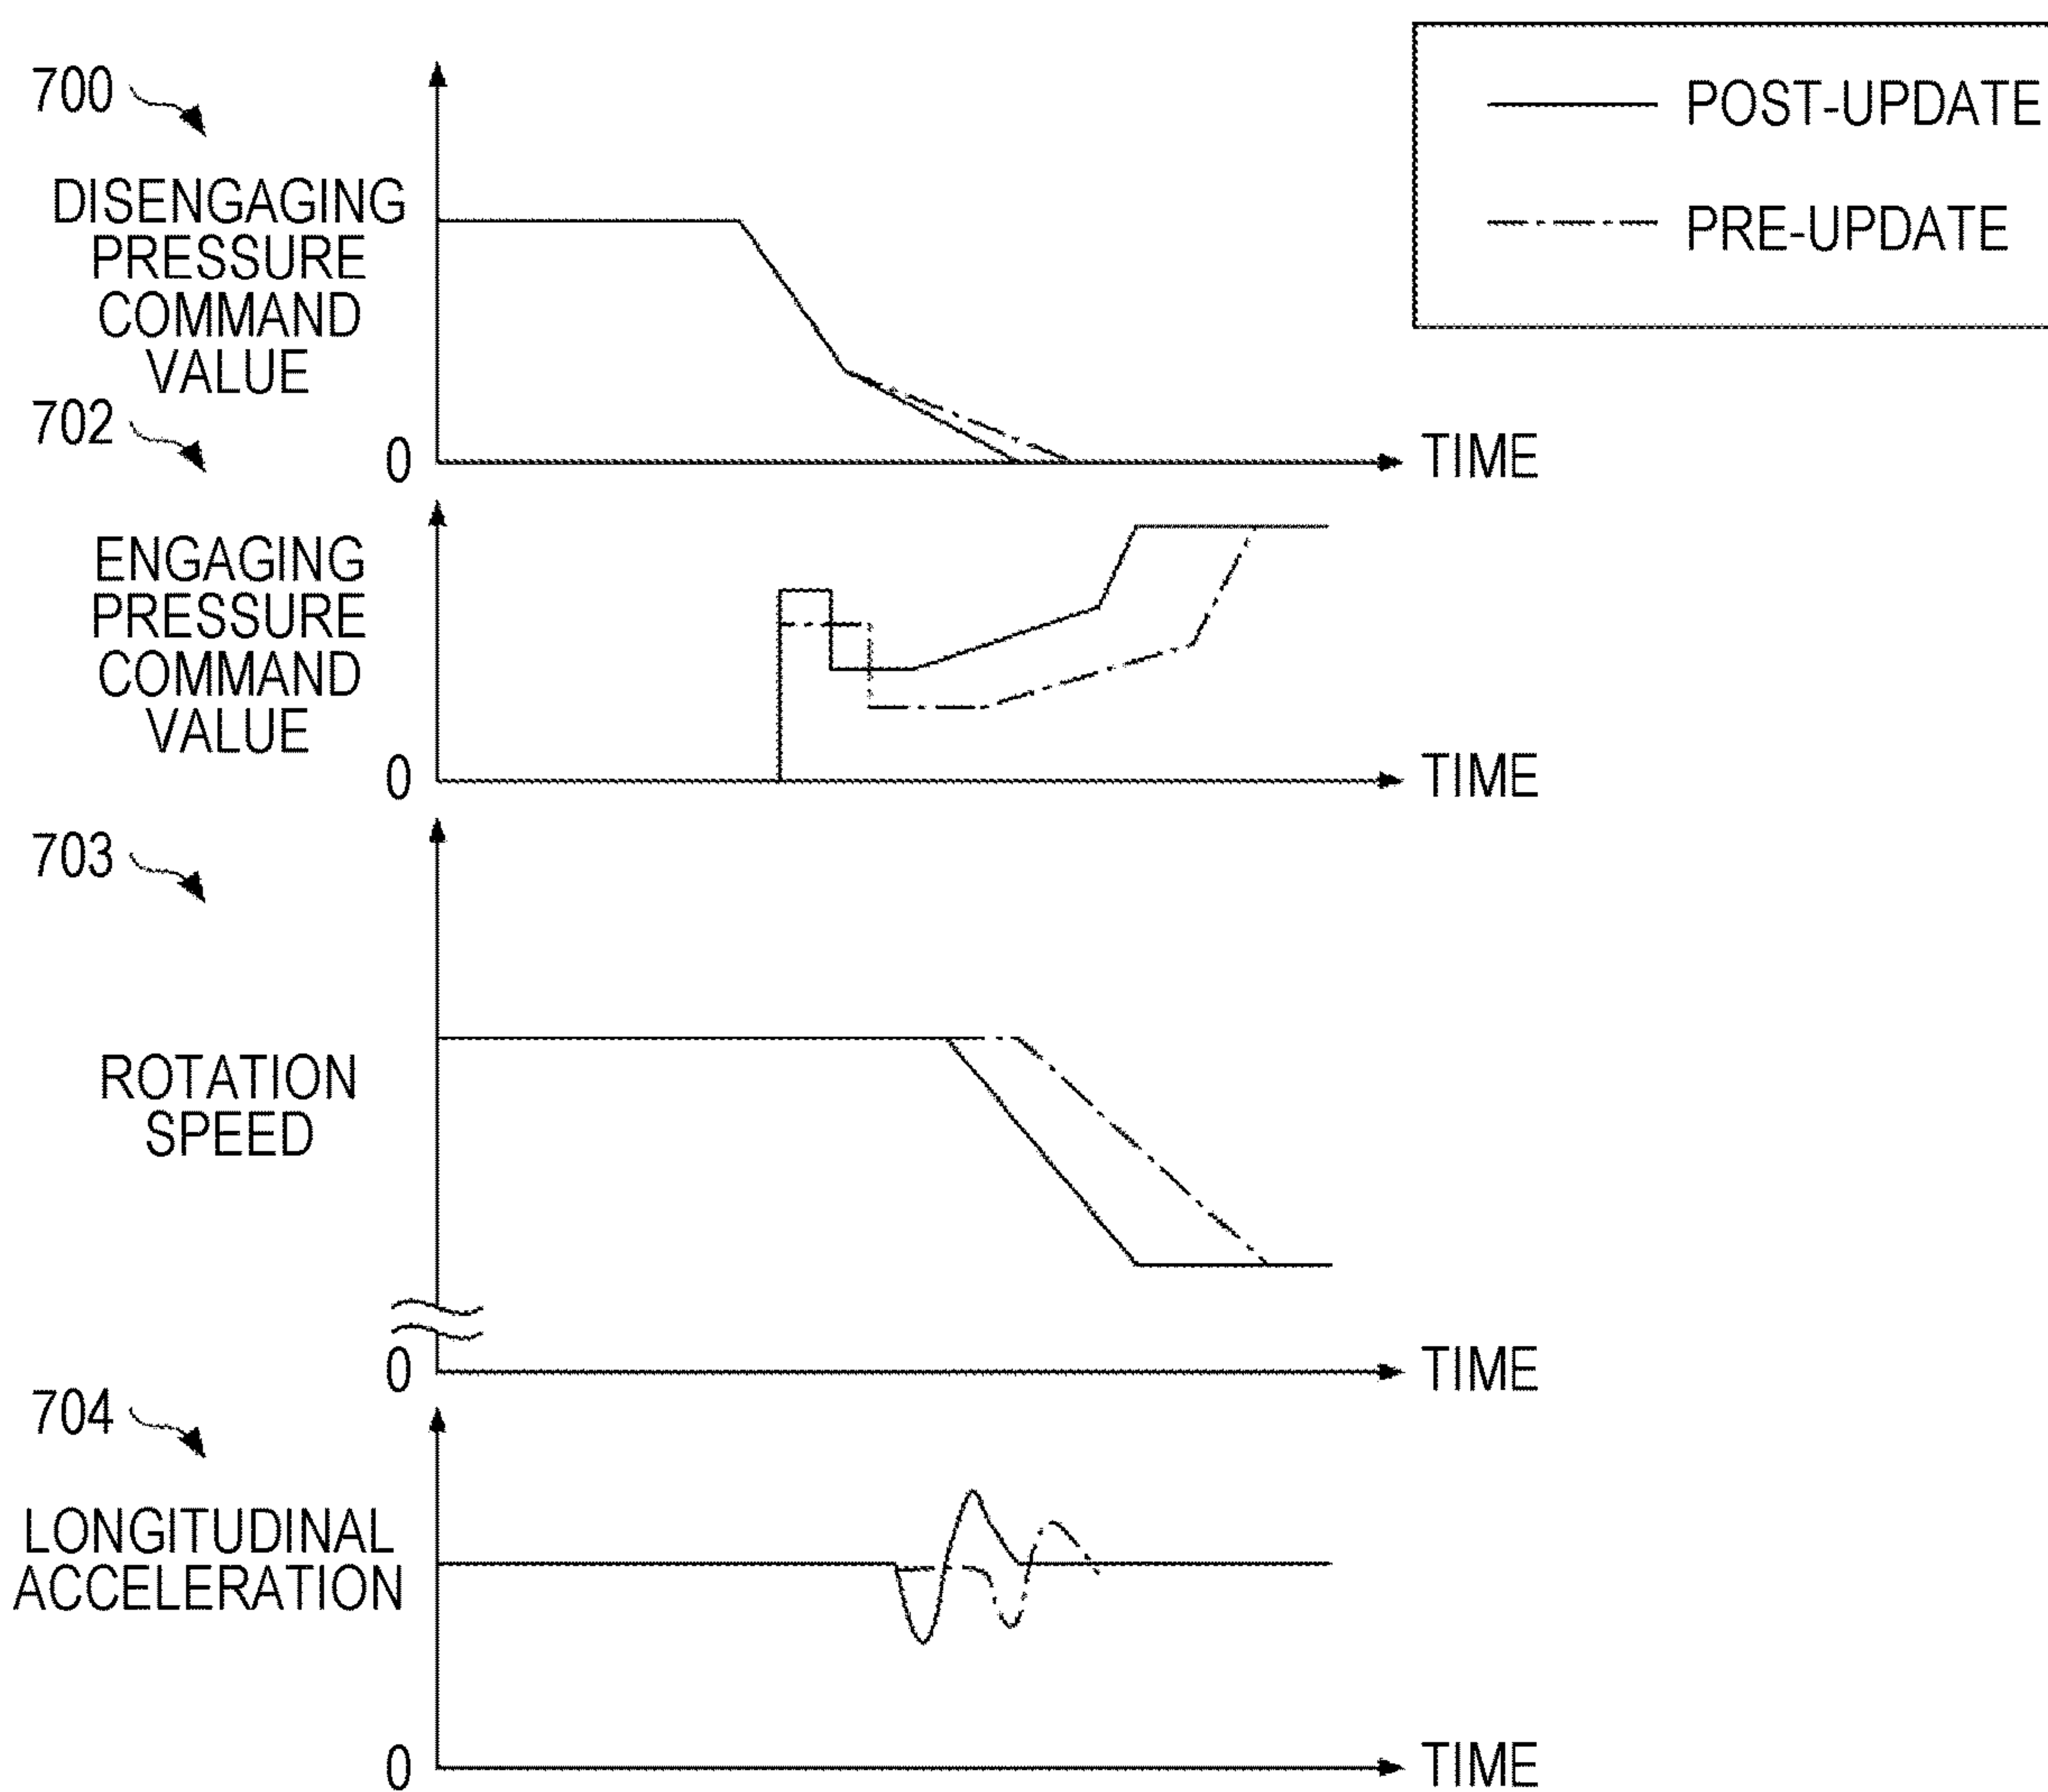 700
DISENGAGING
PRESSURE
COMMAND
VALUE
0
TIME
POST-UPDATE
PRE-UPDATE
702
ENGAGING
PRESSURE
COMMAND
VALUE
0
TIME
703
ROTATION
SPEED
0
TIME
704
LONGITUDINAL
ACCELERATION
0
TIME